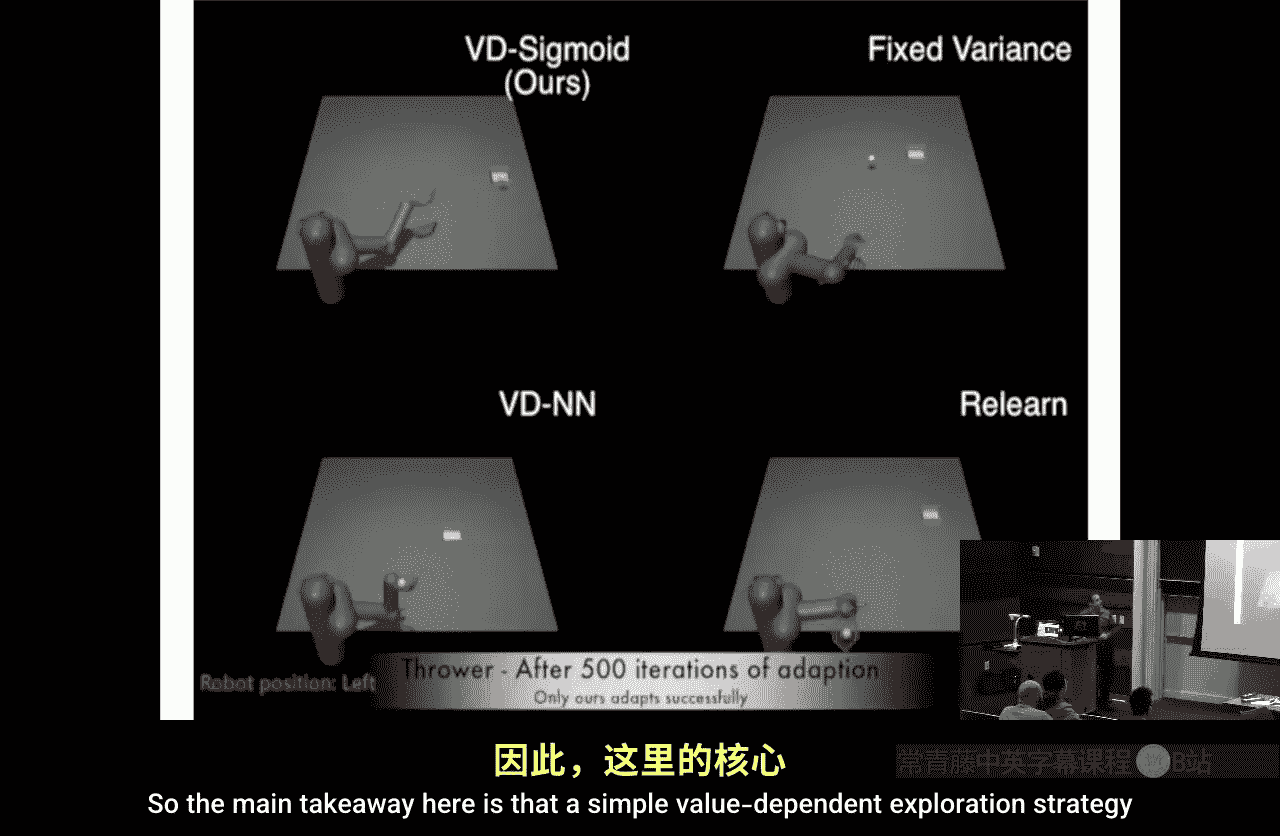 VD-Sigmoid
(Ours)
Fixed Variance
VD-NN
Relearn
Robot position: Left
Thrower - After 500 iterations of adaption
Only ours adapts successfully
常青藤中英字幕课程
B站
因此，这里的核心
So the main takeaway here is that a simple value-dependent exploration strategy